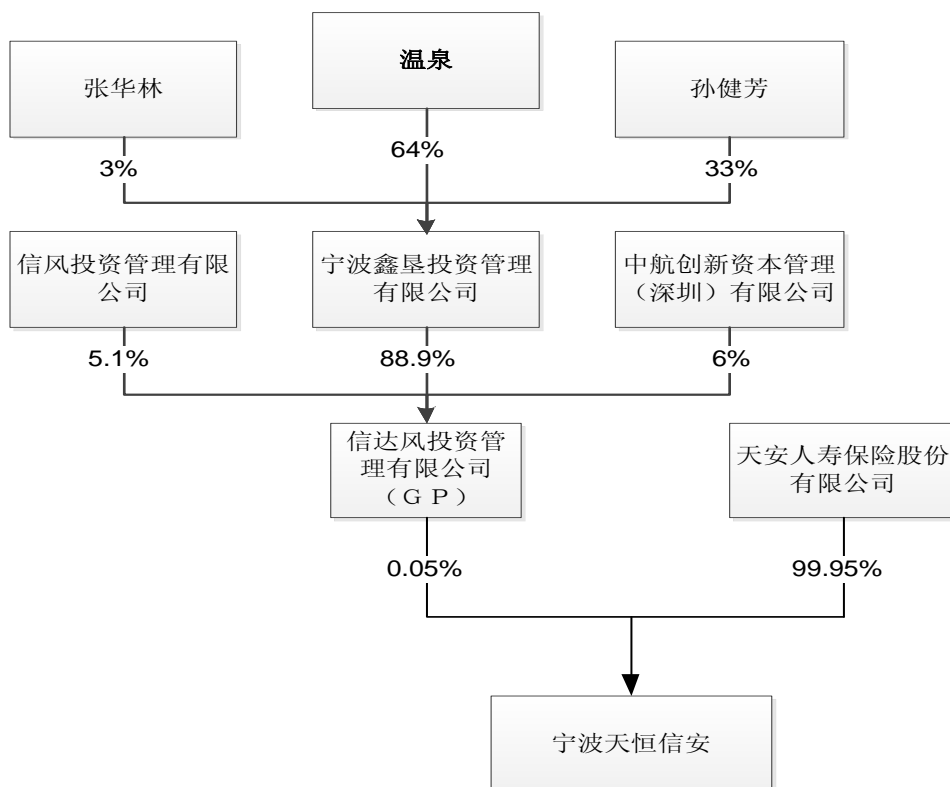 张华林
温泉
孙健芳
3%
64%
33%
信风投资管理有限
公司
宁波鑫垦投资管理
有限公司
中航创新资本管理
（深圳）有限公司
5.1%
88.9%
6%
信达风投资管
理有限公司
（ＧＰ）
天安人寿保险股份
有限公司
0.05%
99.95%
宁波天恒信安